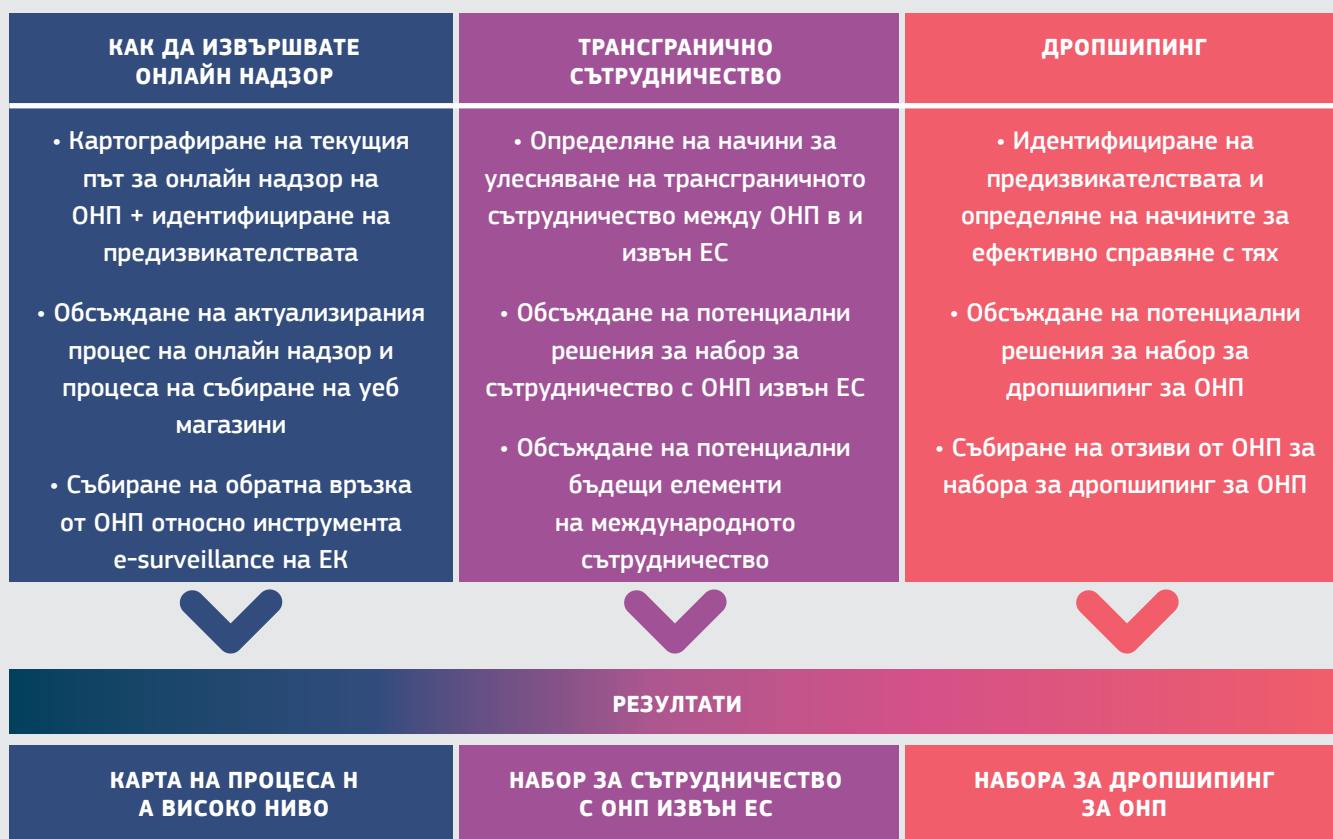 КАК ДА ИЗВЪРШВАТЕ
ОНЛАЙН НАДЗОР
• Картографиране на текущия
път за онлайн надзор на
ОНП + идентифициране на
предизвикателствата
• Обсъждане на актуализирания
процес на онлайн надзор и
процеса на събиране на уеб
магазини
• Събиране на обратна връзка
от ОНП относно инструмента
e-surveillance на ЕК
ТРАНСГРАНИЧНО
СЪТРУДНИЧЕСТВО
• Определяне на начини за
улесняване на трансграничното
сътрудничество между ОНП в и
извън ЕС
• Обсъждане на потенциални
решения за набор за
сътрудничество с ОНП извън ЕС
• Обсъждане на потенциални
бъдещи елементи
на международното
сътрудничество
ДРОПШИПИНГ
• Идентифициране на
предизвикателствата и
определяне на начините за
ефективно справяне с тях
• Обсъждане на потенциални
решения за набор за
дропшипинг за ОНП
• Събиране на отзиви от ОНП за
набора за дропшипинг за ОНП
РЕЗУЛТАТИ
КАРТА НА ПРОЦЕСА Н
А ВИСОКО НИВО
НАБОР ЗА СЪТРУДНИЧЕСТВО
С ОНП ИЗВЪН ЕС
НАБОРА ЗА ДРОПШИПИНГ
ЗА ОНП